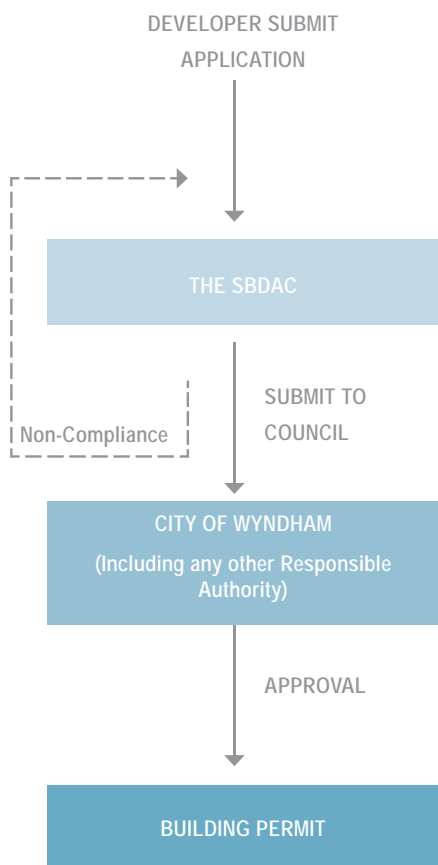 DEVELOPER SUBMIT
APPLICATION
THE SBDAC
SUBMIT TO
COUNCIL
Non-Compliance
CITY OF WYNDHAM
(Including any other Responsible
Authority)
APPROVAL
BUILDING PERMIT